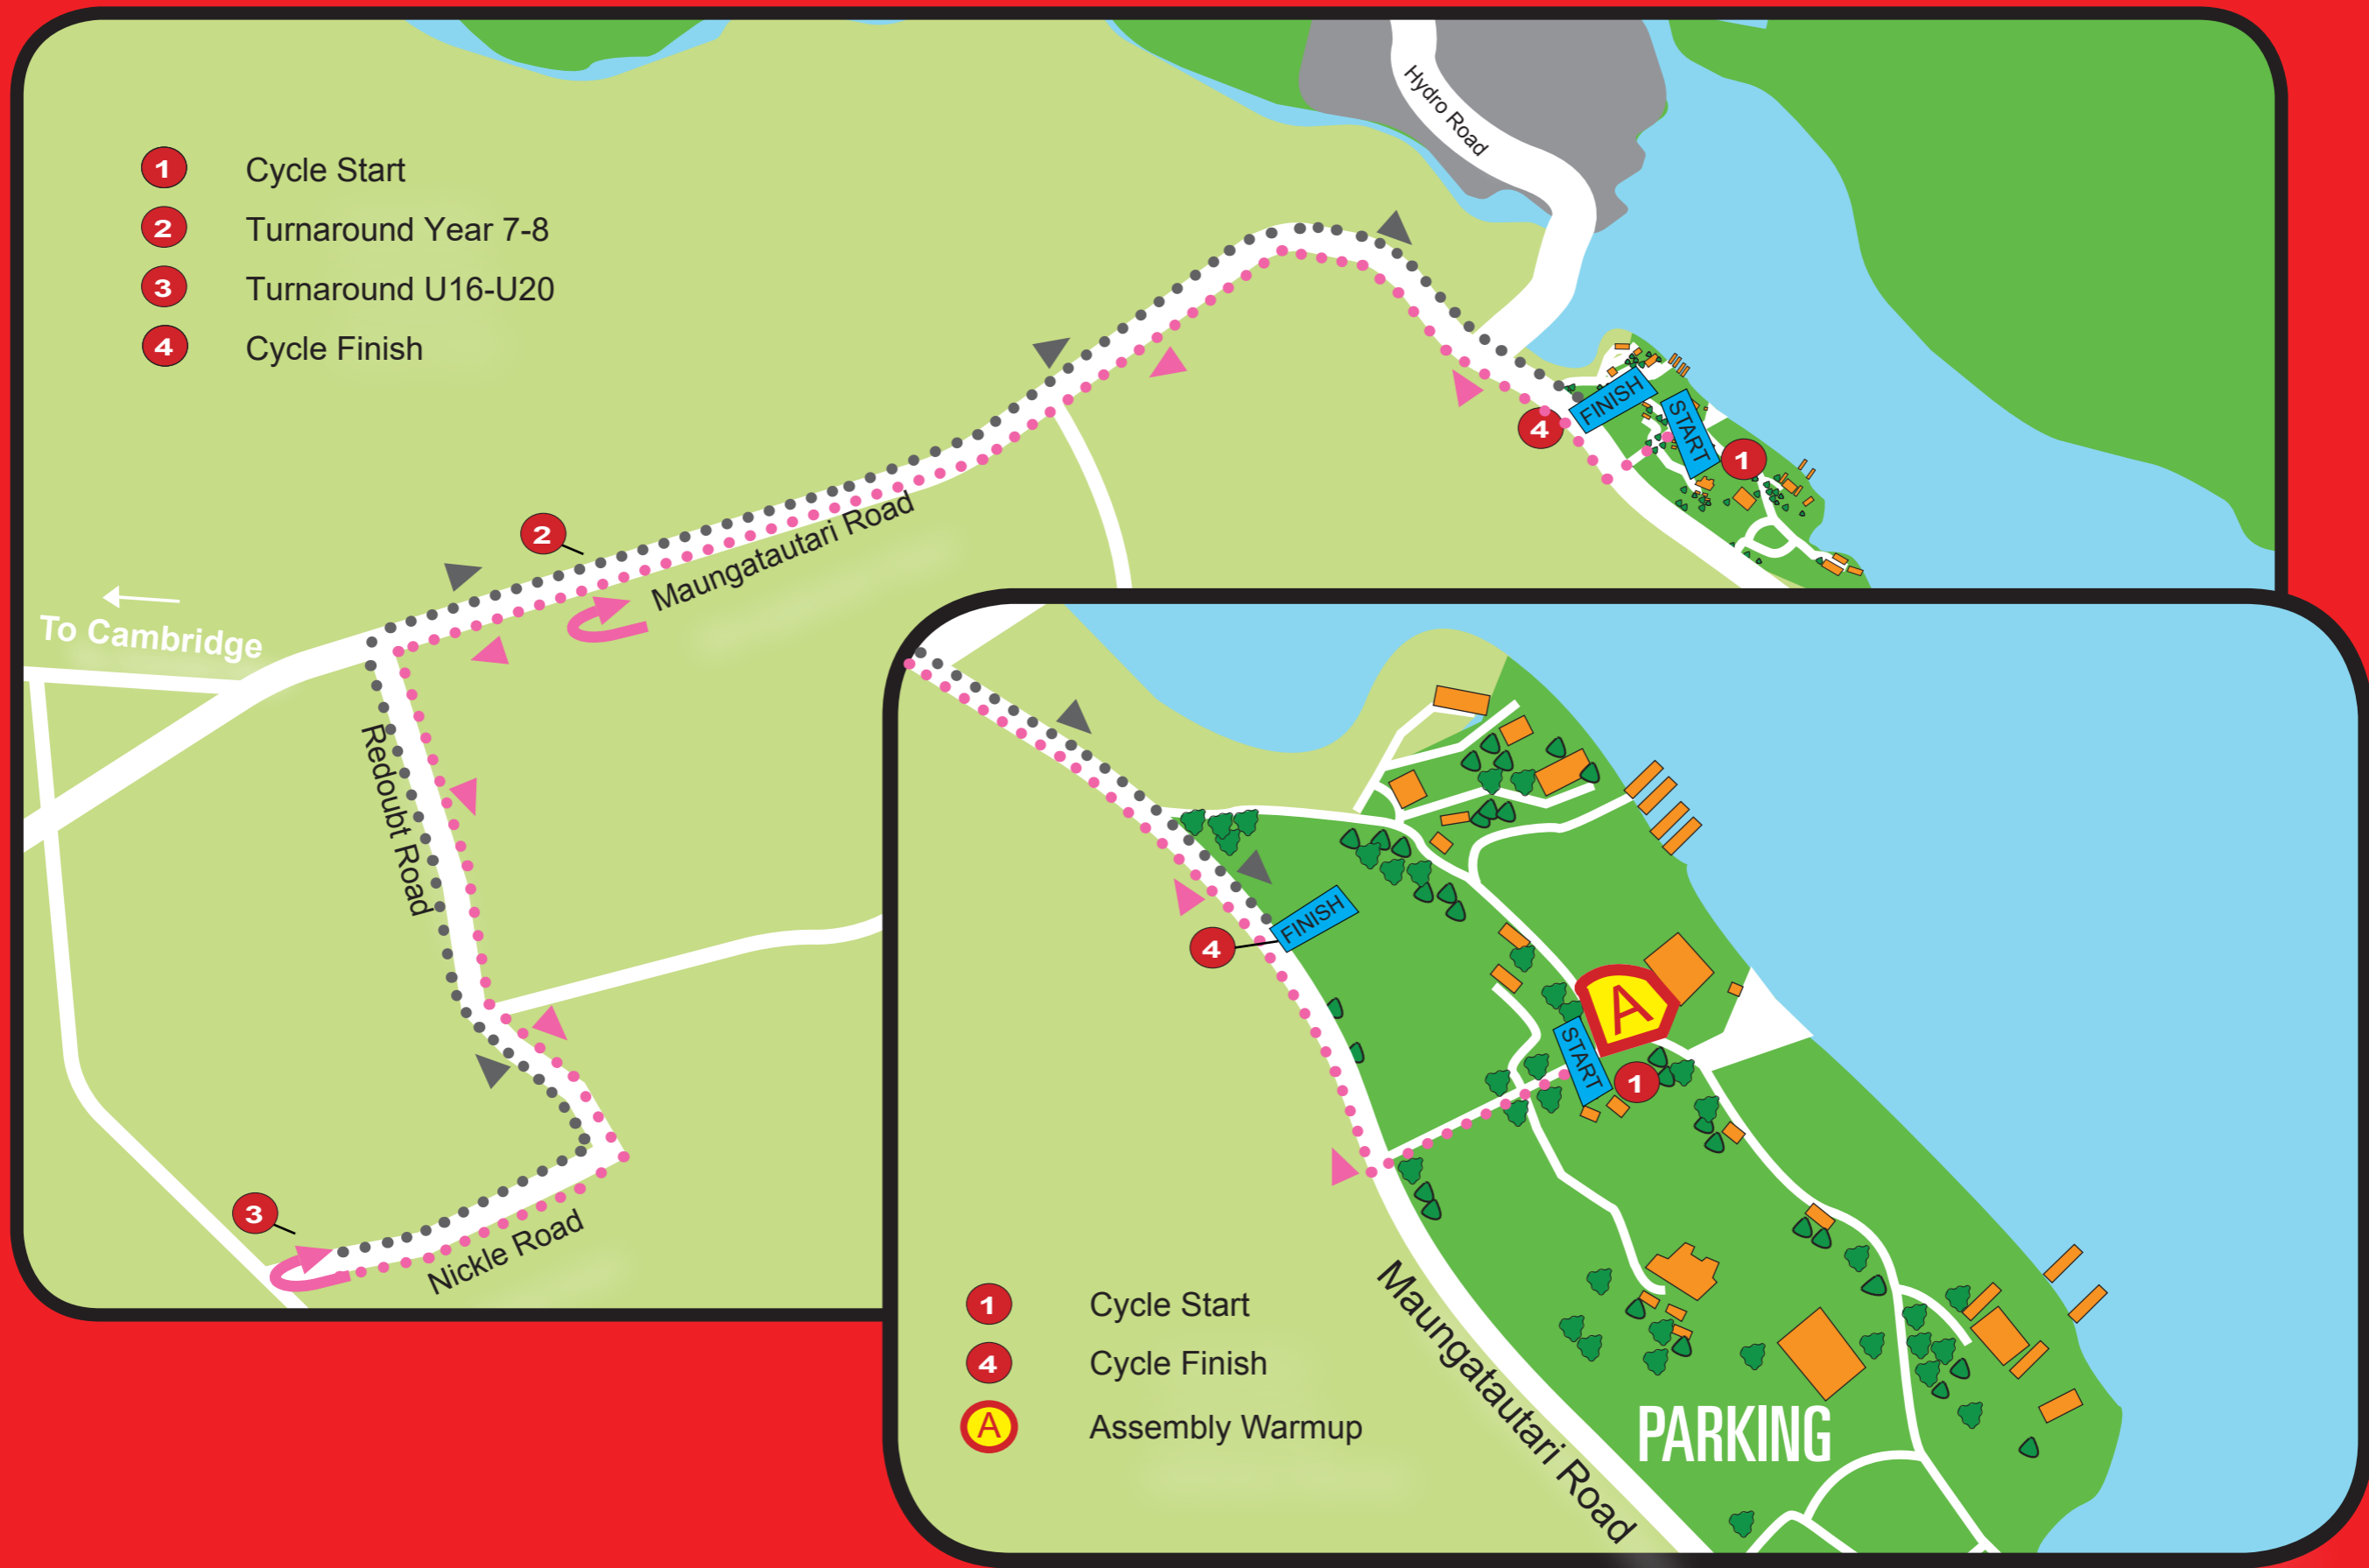 Hydro Road
1 Cycle Start
2 Turnaround Year 7-8
3 Turnaround U16-U20
4 Cycle Finish
FINISH
START
4
1
2
Maungatautari Road
To Cambridge
Redoubt Road
3
Nickle Road
FINISH
4
A
START
1
Maungatautari Road
1 Cycle Start
4 Cycle Finish
A Assembly Warmup
PARKING